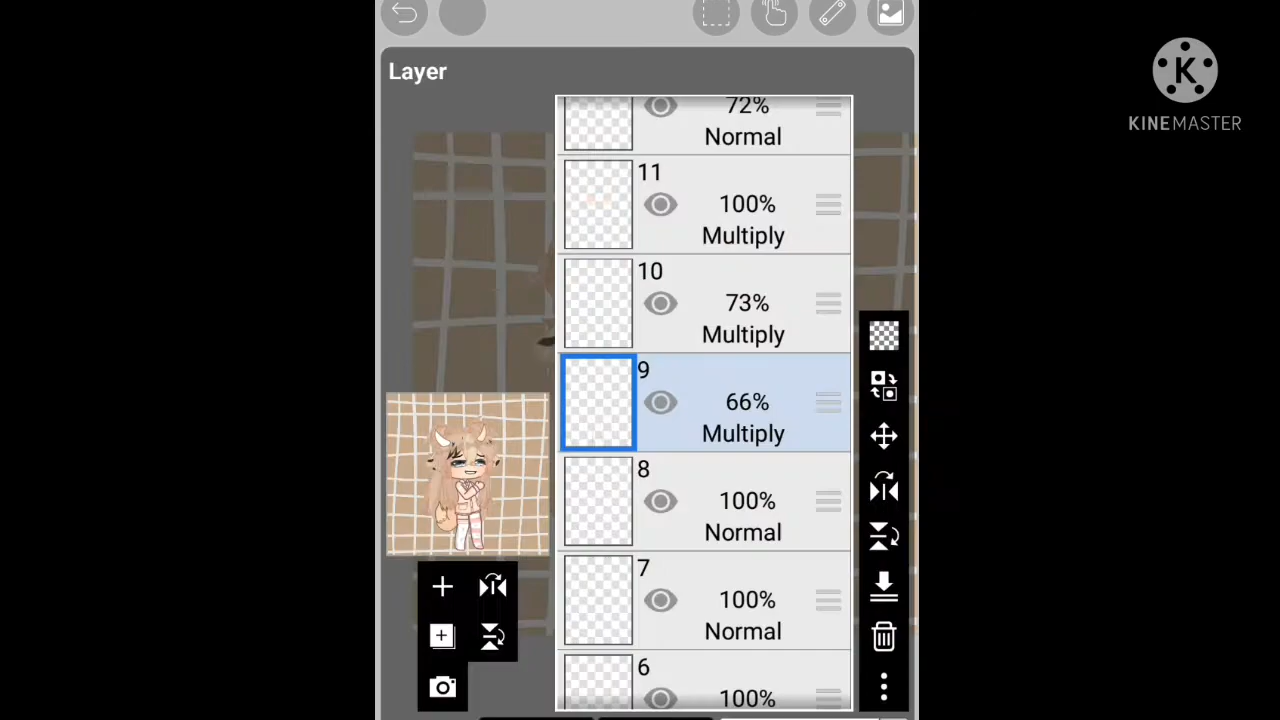 Layer
K
KINEMASTER
72%
Normal
11
100%
Multiply
10
73%
Multiply
9
66%
Multiply
8
100%
Normal
7
100%
Normal
6
100%